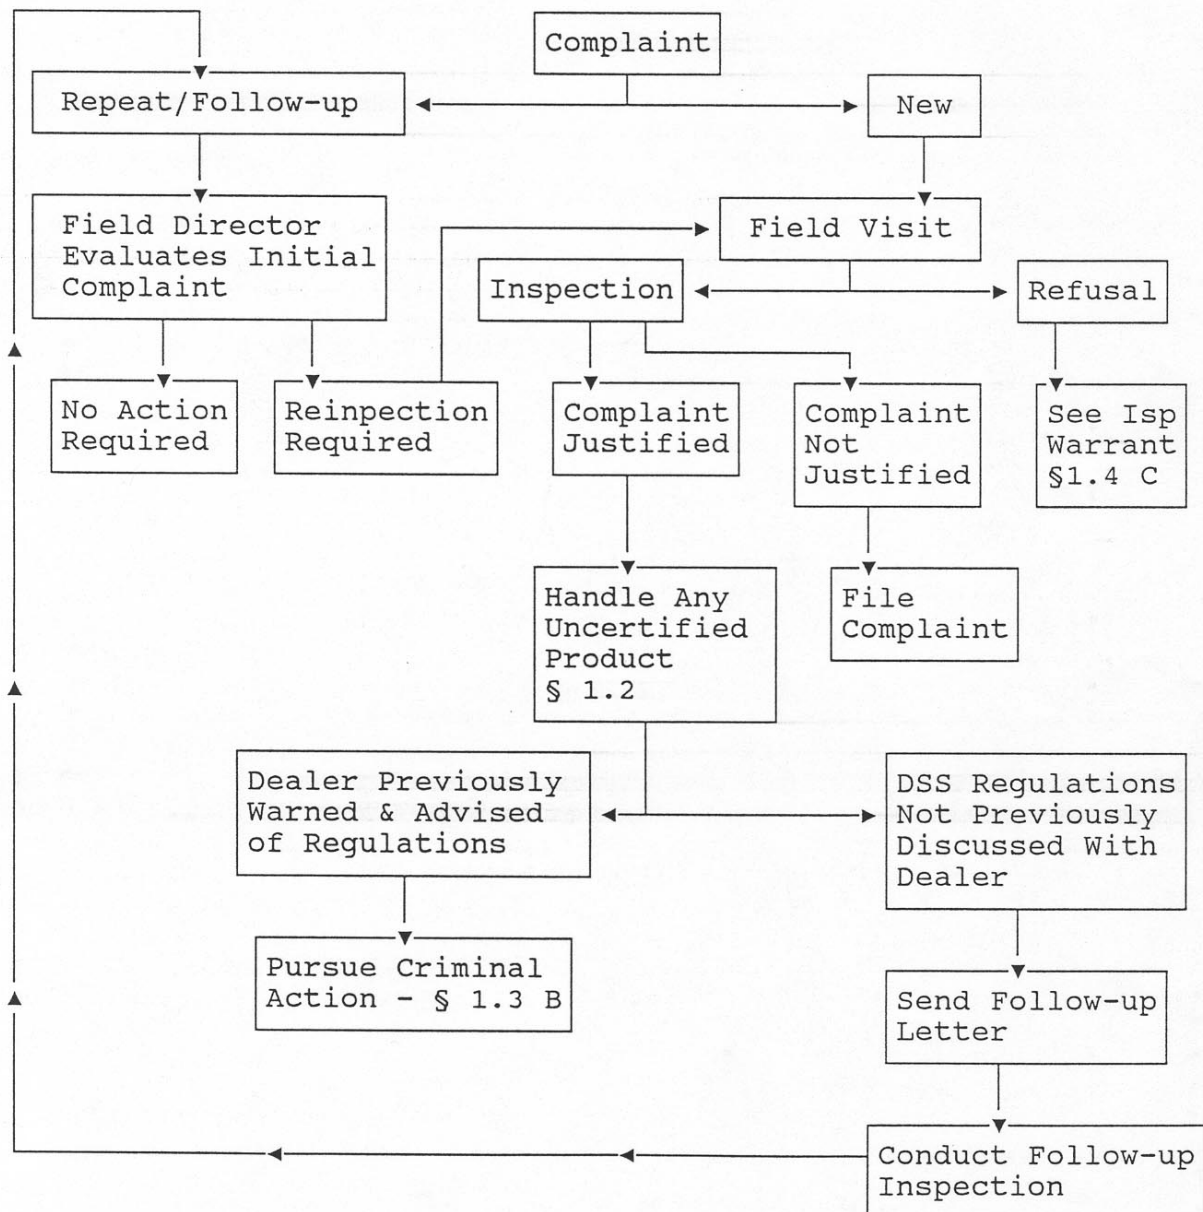 Complaint
Repeat/Follow-up
New
Field Director
Evaluates Initial
Complaint
Field Visit
Inspection
Refusal
No Action
Required
Reinpection
Required
Complaint
Justified
Complaint
Not
Justified
See Isp
Warrant
§1.4 C
Handle Any
Uncertified
Product
§ 1.2
File
Complaint
Dealer Previously
Warned & Advised
of Regulations
DSS Regulations
Not Previously
Discussed With
Dealer
Pursue Criminal
Action - § 1.3 B
Send Follow-up
Letter
Conduct Follow-up
Inspection